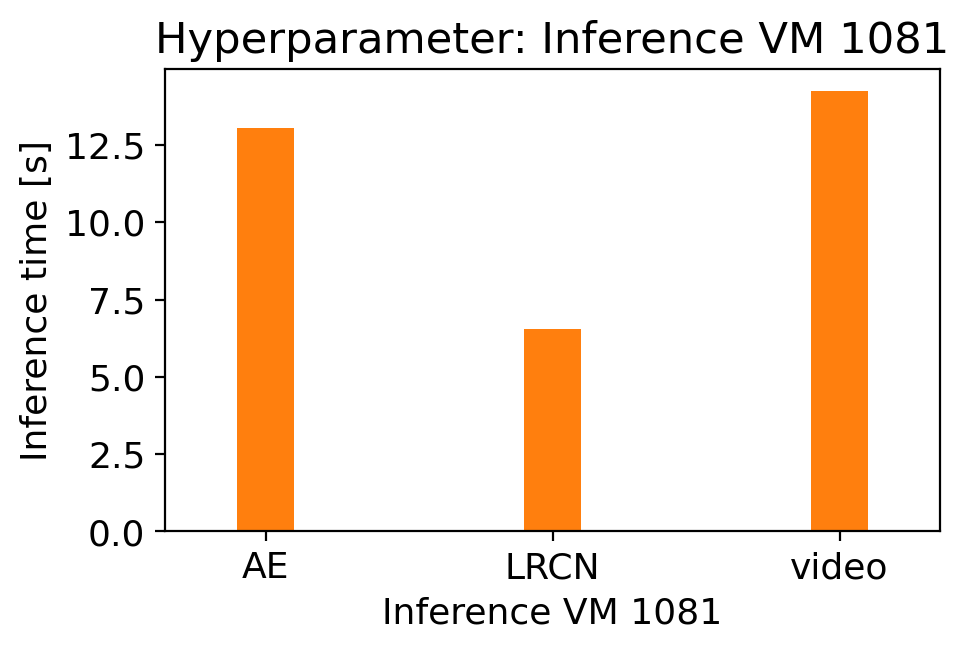 Hyperparameter: Inference VM 1081
Inference time [s]
12.5
10.0
7.5
5.0
2.5
0.0
AE LRCN video
Inference VM 1081